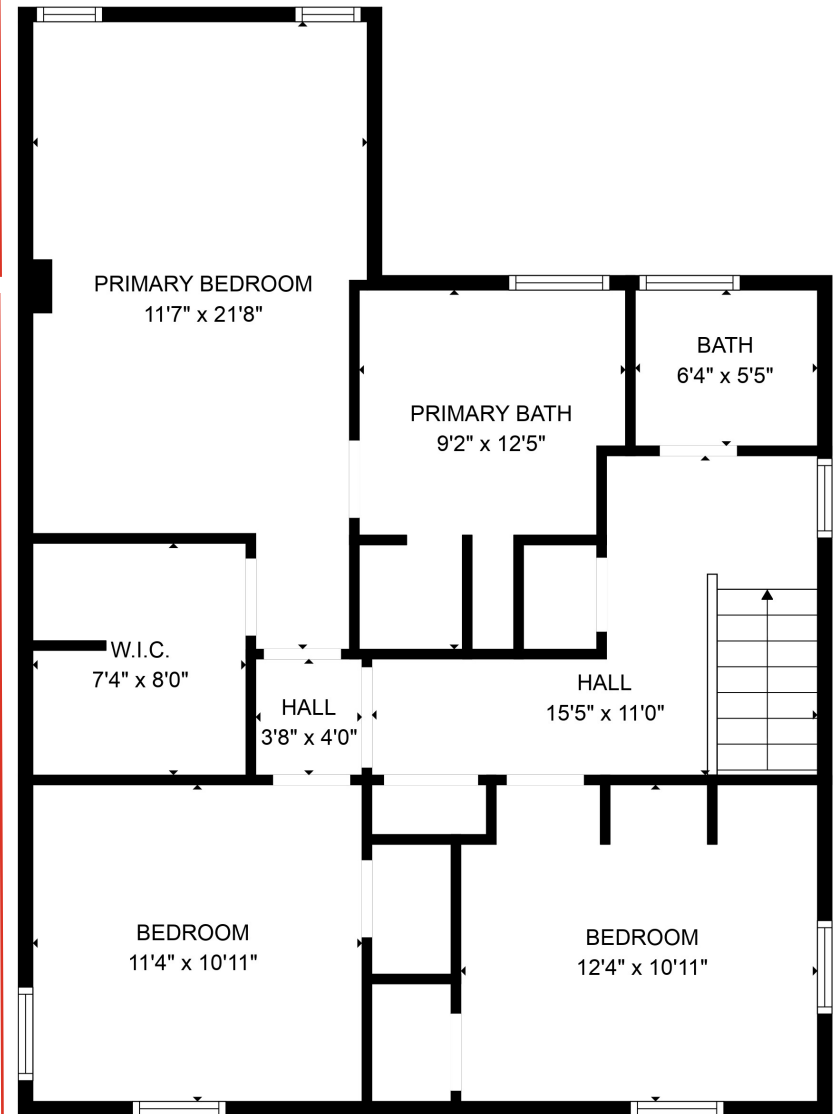 PRIMARY BEDROOM
11'7" x 21'8"
BATH
6'4" x 5'5"
PRIMARY BATH
9'2" x 12'5"
W.I.C.
7'4" x 8'0"
HALL
3'8" x 4'0"
HALL
15'5" x 11'0"
BEDROOM
11'4" x 10'11"
BEDROOM
12'4" x 10'11"